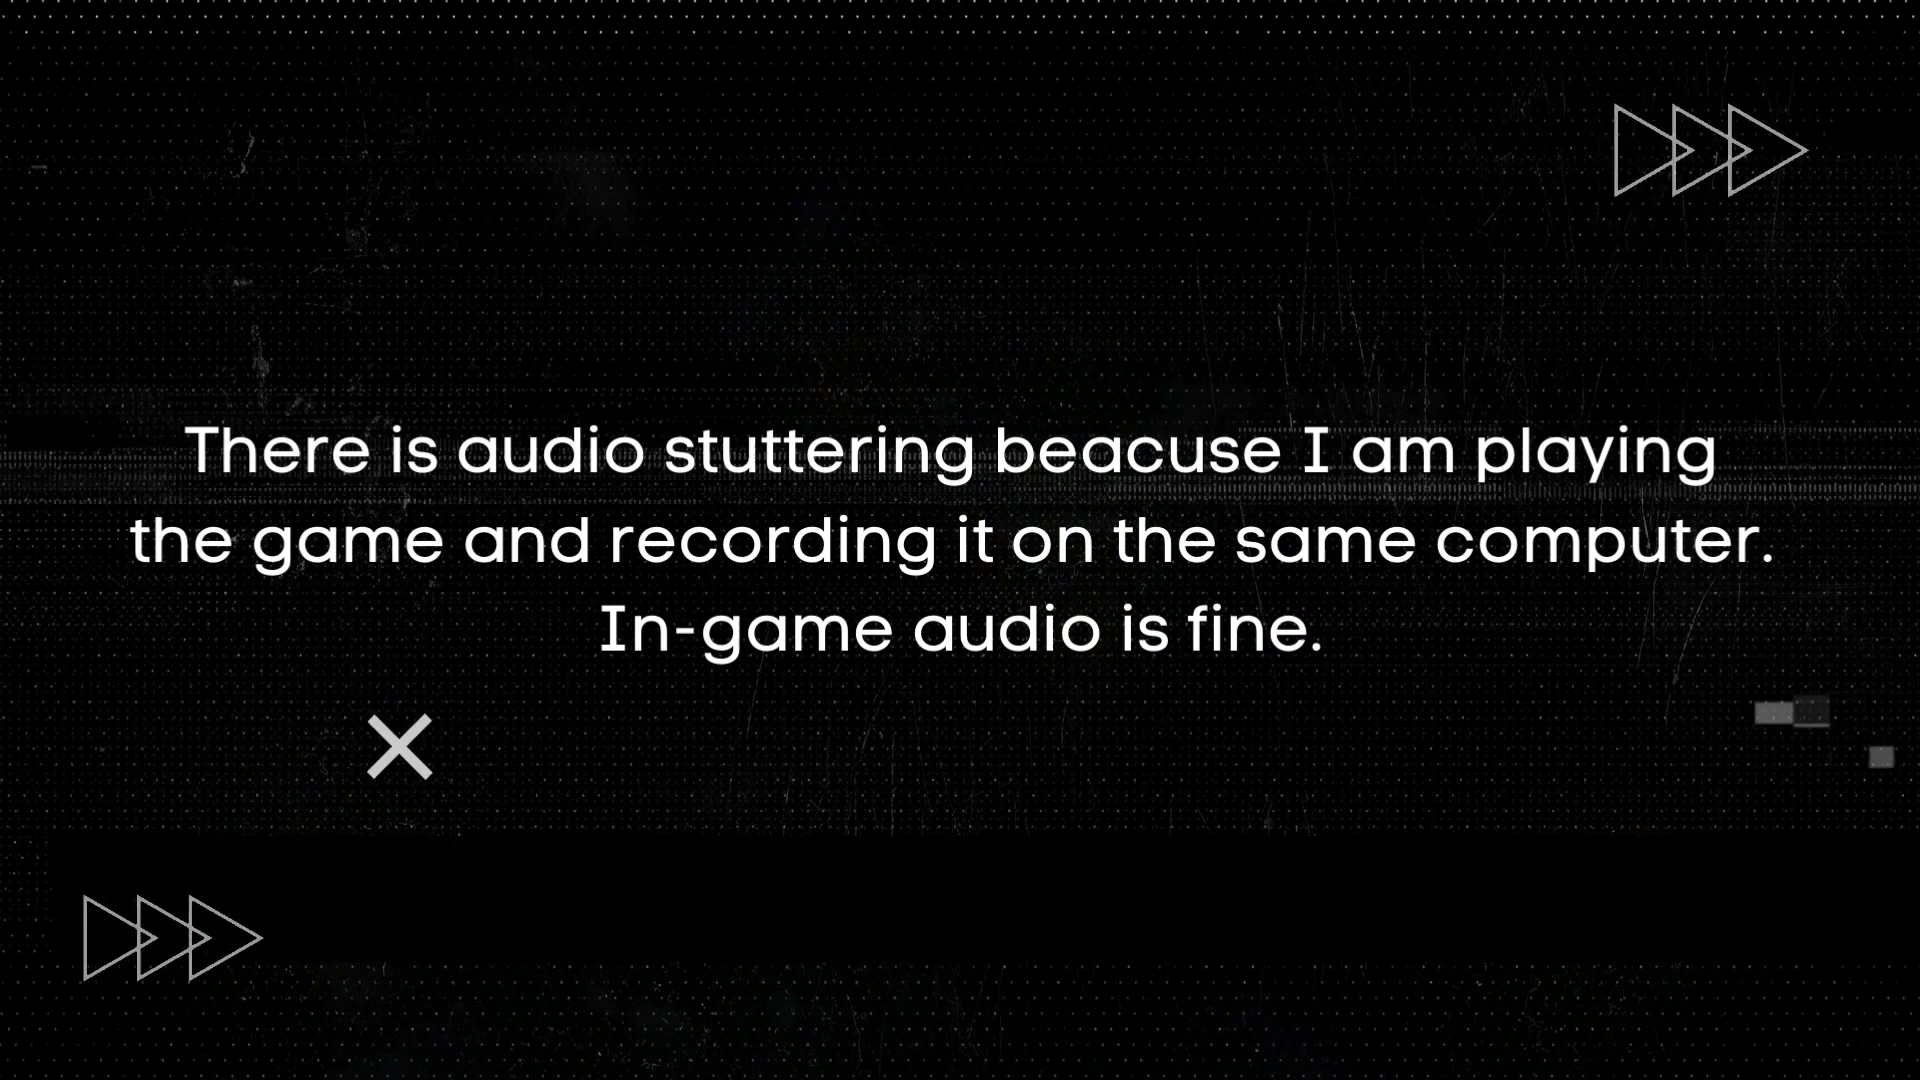 There is audio stuttering beacuse I am playing
the game and recording it on the same computer.
In-game audio is fine.